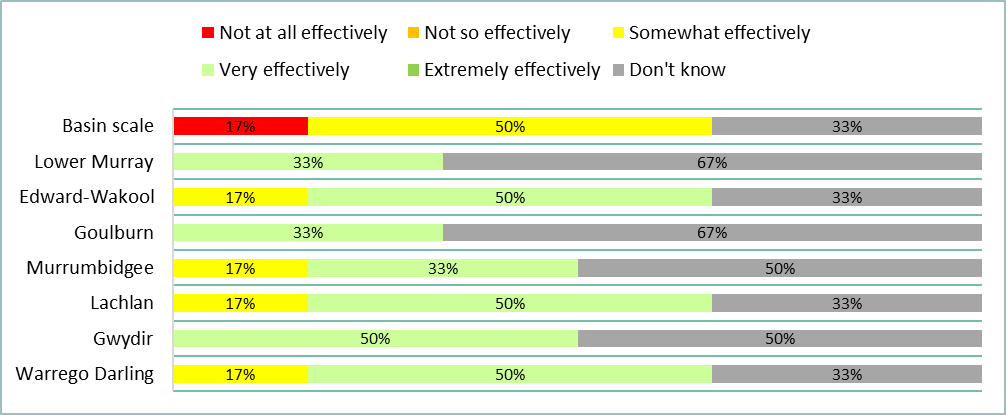 Not at all effectively Not so effectively Somewhat effectively
Very effectively Extremely effectively Don't know
Basin scale 17% 50% 33%
Lower Murray 33% 67%
Edward-Wakool 17% 50% 33%
Goulburn 33% 67%
Murrumbidgee 17% 33% 50%
Lachlan 17% 50% 33%
Gwydir 50% 50%
Warrego Darling 17% 50% 33%